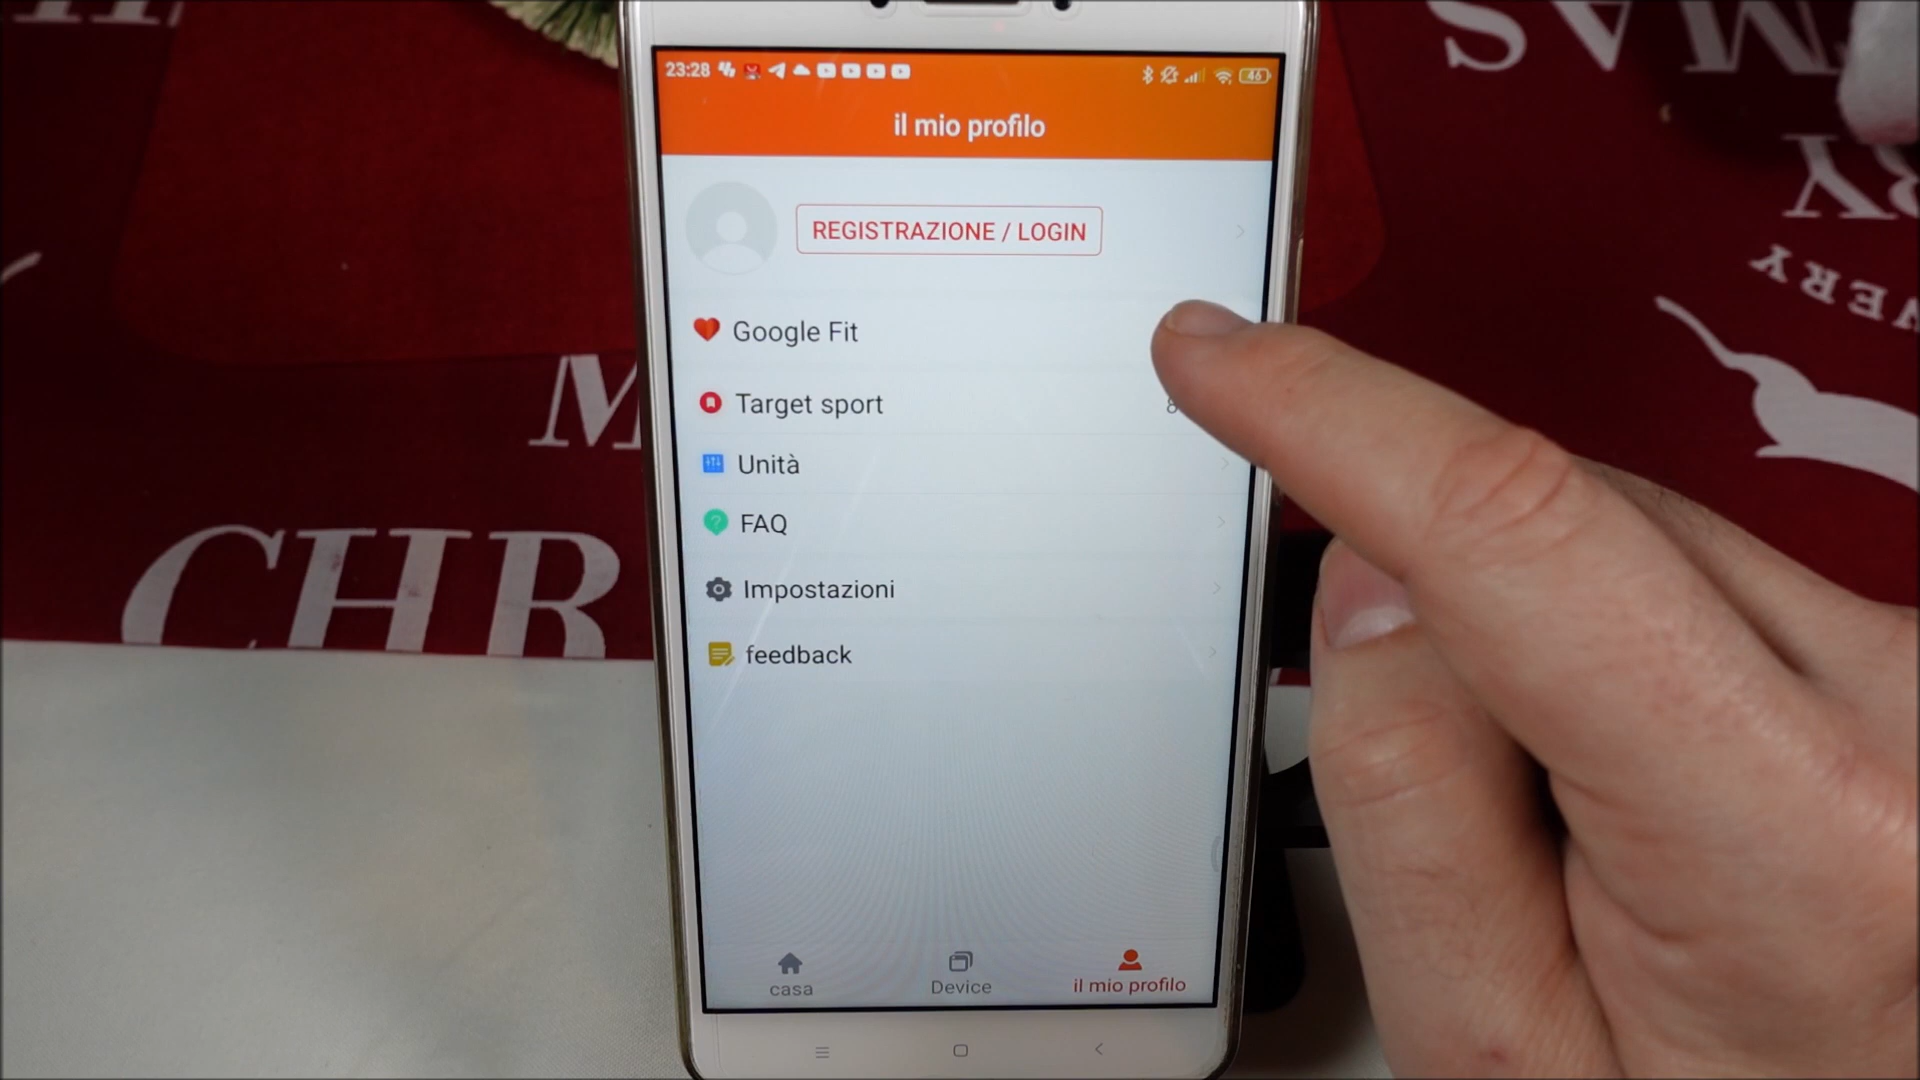 23:28
46
il mio profilo
REGISTRAZIONE / LOGIN
Google Fit
Target sport
Unità
FAQ
Impostazioni
feedback
casa
Device
il mio profilo
CHR